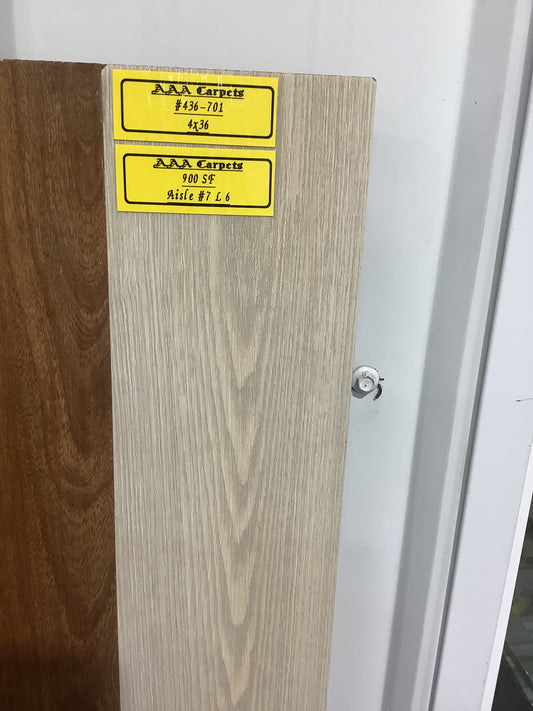 AAA Carpets
#436-701
4x36
AAA Carpets
900 SF
Aisle #7 L 6